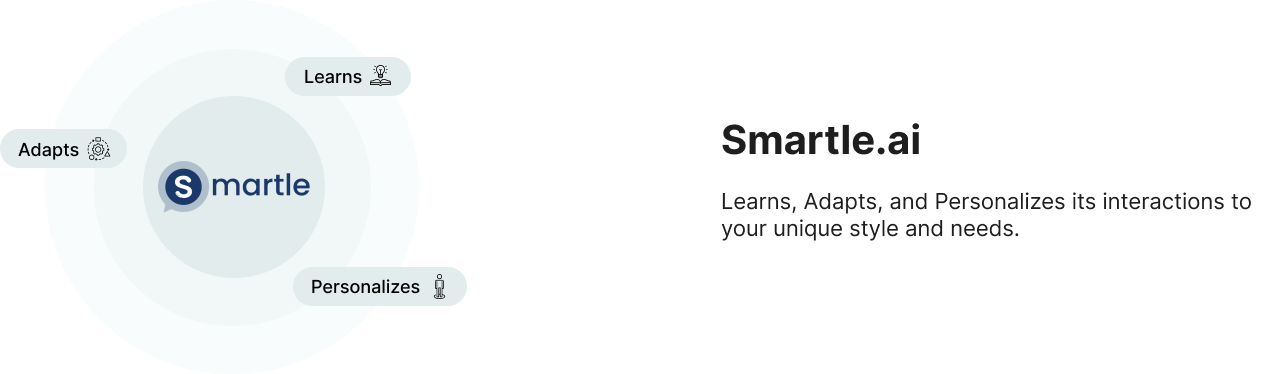 Learns
Adapts
Smartle
Personalizes
Smartle.ai
Learns, Adapts, and Personalizes its interactions to
your unique style and needs.